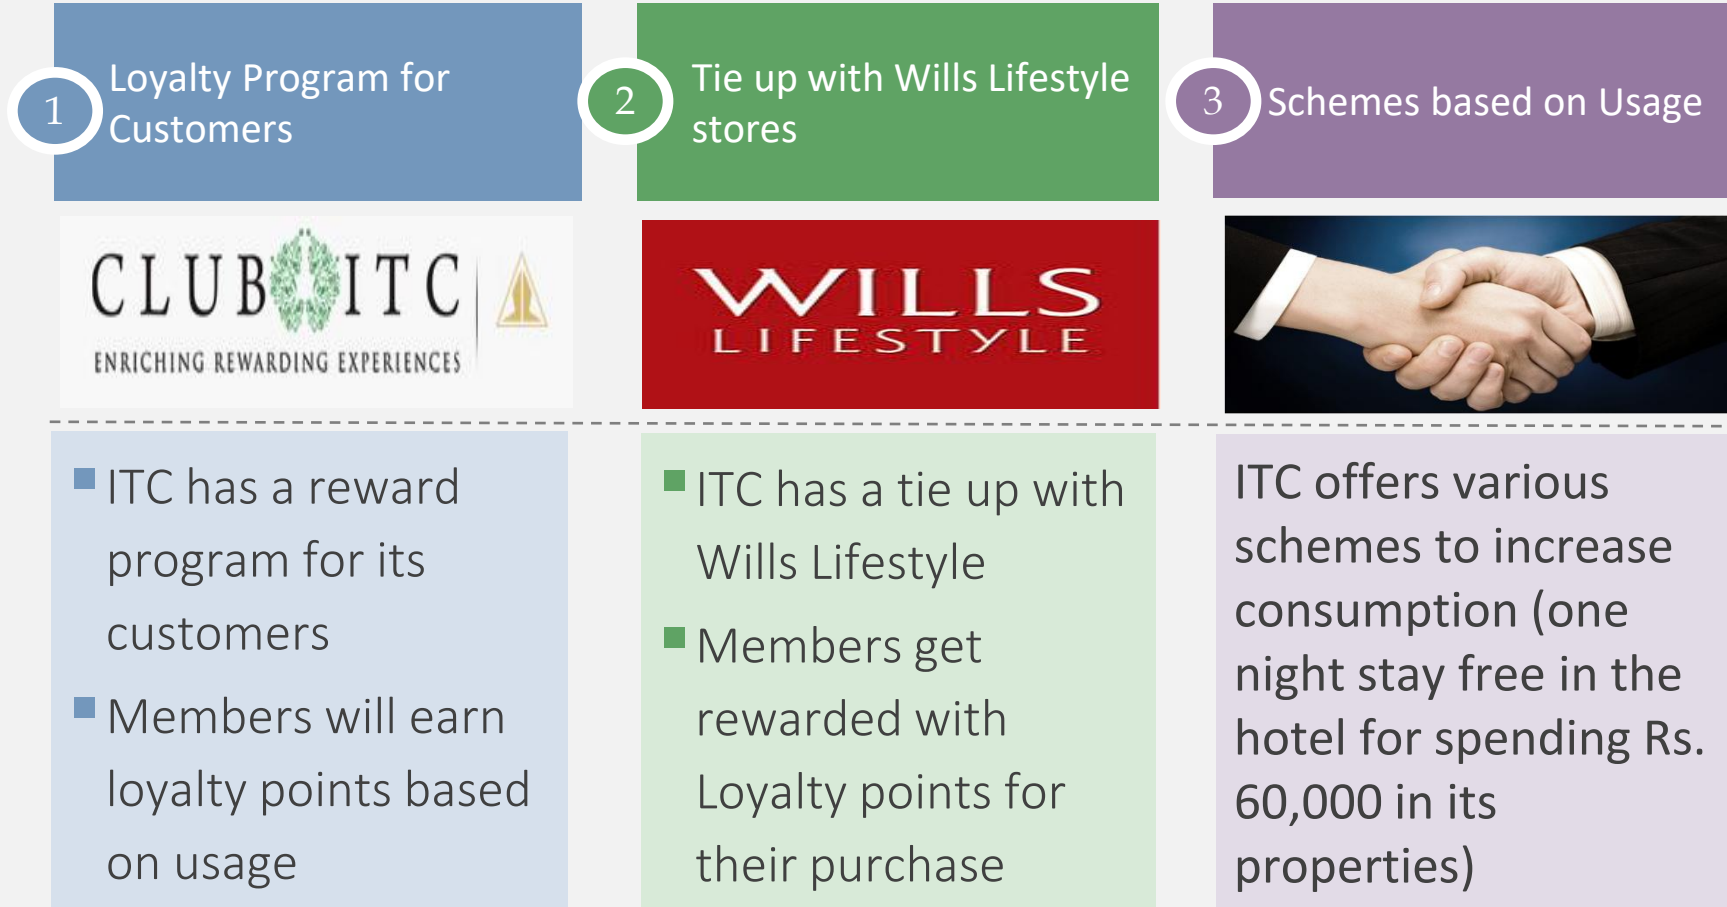 1
Loyalty Program for
Customers
2
Tie up with Wills Lifestyle
stores
3
Schemes based on Usage
CLUB ITC
ENRICHING REWARDING EXPERIENCES
WILLS
LIFESTYLE
ITC has a reward
program for its
customers
Members will earn
loyalty points based
on usage
ITC has a tie up with
Wills Lifestyle
Members get
rewarded with
Loyalty points for
their purchase
ITC offers various
schemes to increase
consumption (one
night stay free in the
hotel for spending Rs.
60,000 in its
properties)